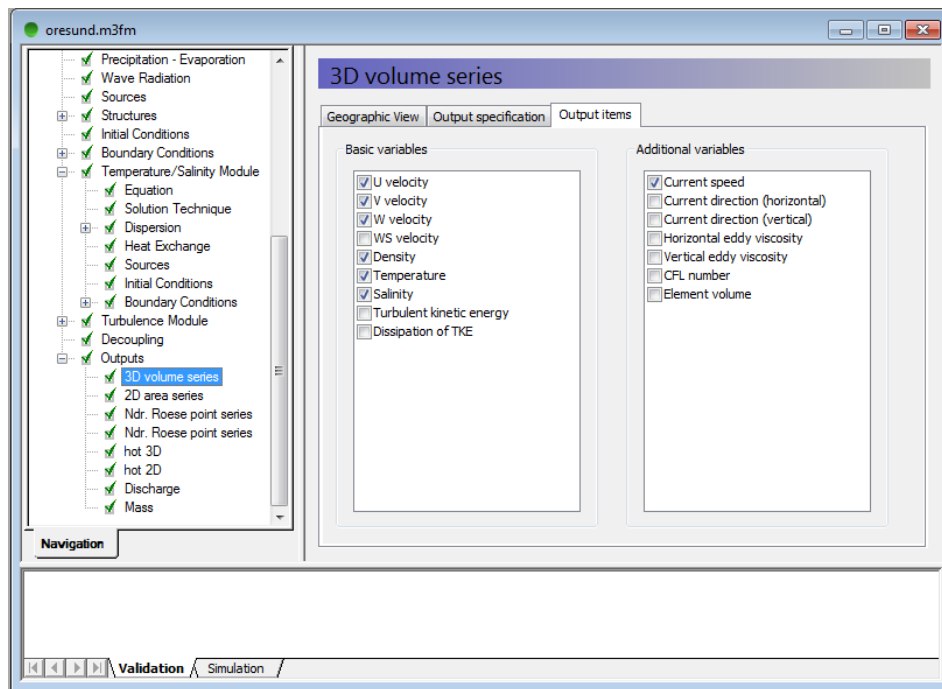 oresund.m3fm
Precipitation - Evaporation
Wave Radiation
Sources
Structures
Initial Conditions
Boundary Conditions
Temperature/Salinity Module
Equation
Solution Technique
Dispersion
Heat Exchange
Sources
Initial Conditions
Boundary Conditions
Turbulence Module
Decoupling
Outputs
3D volume series
2D area series
Ndr. Roese point series
Ndr. Roese point series
hot 3D
hot 2D
Discharge
Mass
Navigation
3D volume series
Geographic View Output specification Output items
Basic variables
U velocity
V velocity
W velocity
WS velocity
Density
Temperature
Salinity
Turbulent kinetic energy
Dissipation of TKE
Additional variables
Current speed
Current direction (horizontal)
Current direction (vertical)
Horizontal eddy viscosity
Vertical eddy viscosity
CFL number
Element volume
Validation Simulation